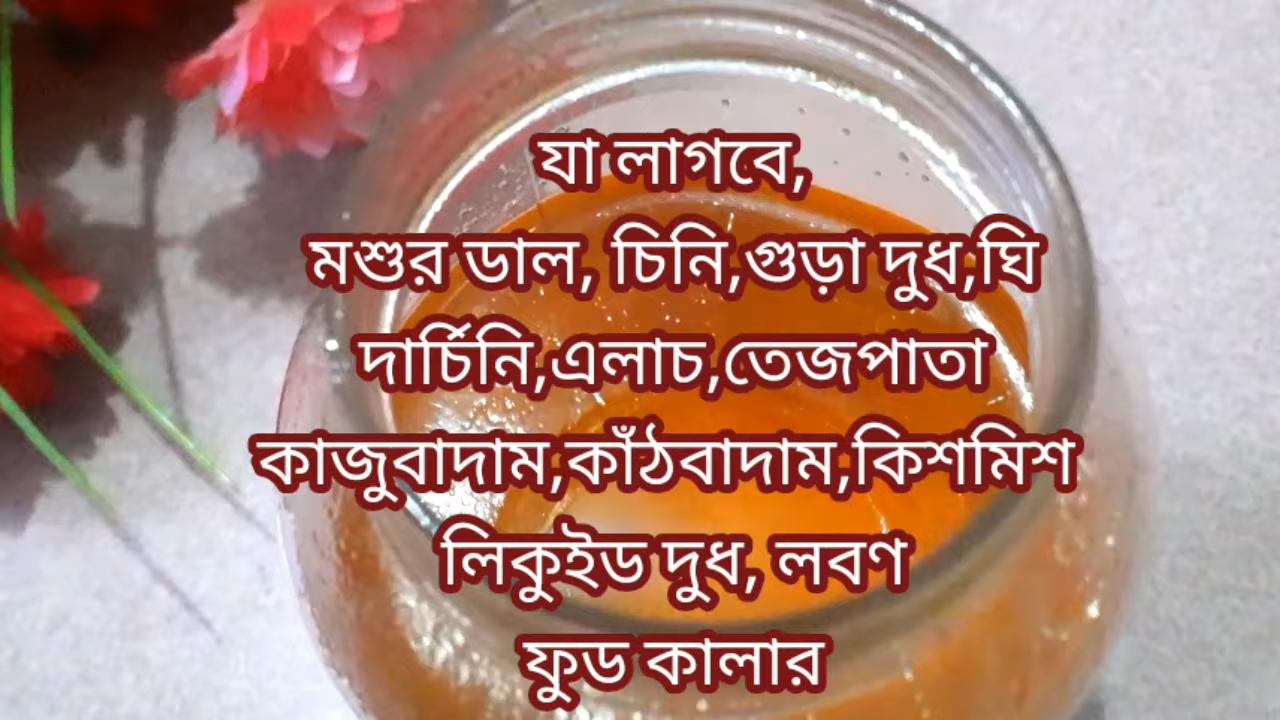 যা লাগবে,
মশুর ডাল, চিনি,গুড়া দুধ,ঘি
দার্চিনি,এলাচ,তেজপাতা
কাজুবাদাম,কাঁঠবাদাম,কিশমিশ
লিকুইড দুধ, লবণ
ফুড কালার